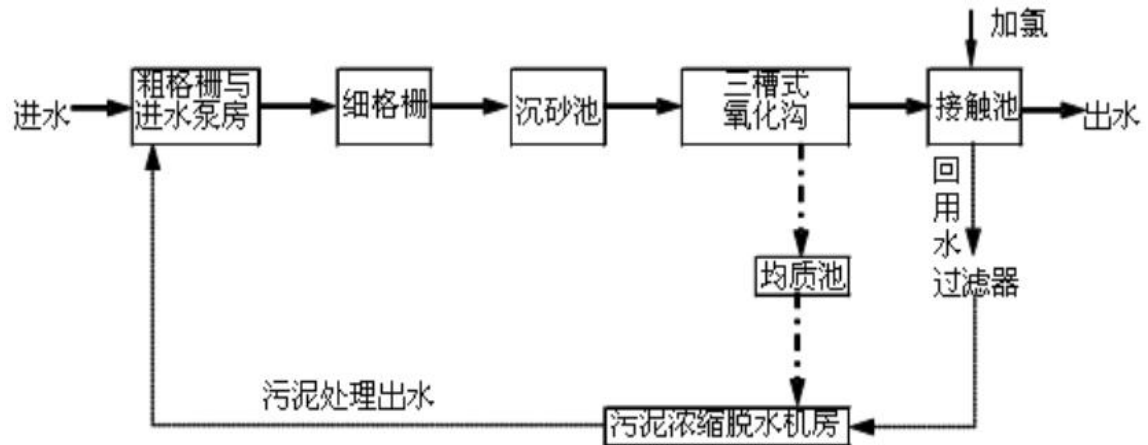 加氯
进水
粗格栅与
进水泵房
细格栅
沉砂池
三槽式
氧化沟
接触池
出水
回
用
水
过滤器
均质池
污泥处理出水
污泥浓缩脱水机房